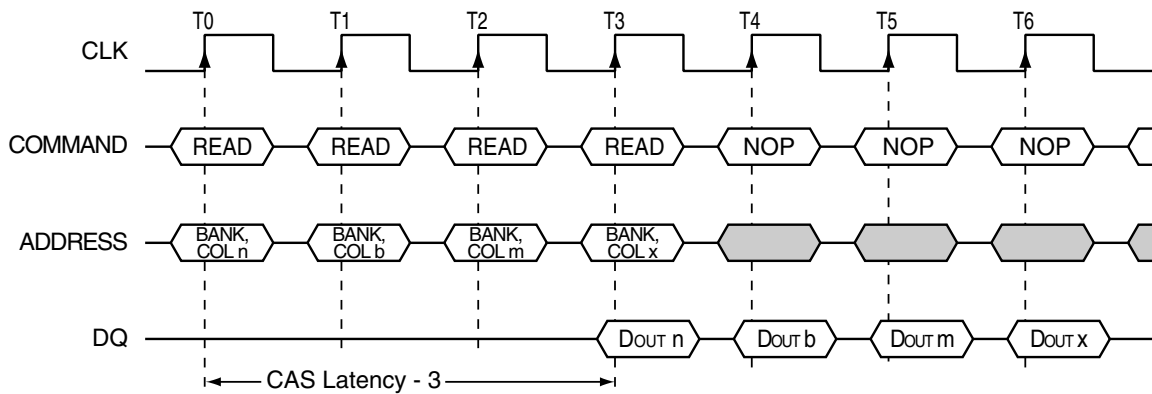 T0 T1 T2 T3 T4 T5 T6
CLK
COMMAND READ READ READ READ NOP NOP NOP
ADDRESS
BANK, COL n
BANK, COL b
BANK, COL m
BANK, COL x
DQ DOUT n DOUT b DOUT m DOUT x
CAS Latency - 3